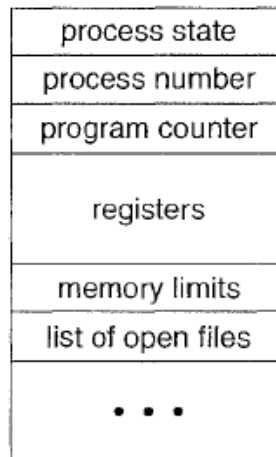 process state
process number
program counter
registers
memory limits
list of open files
• • •